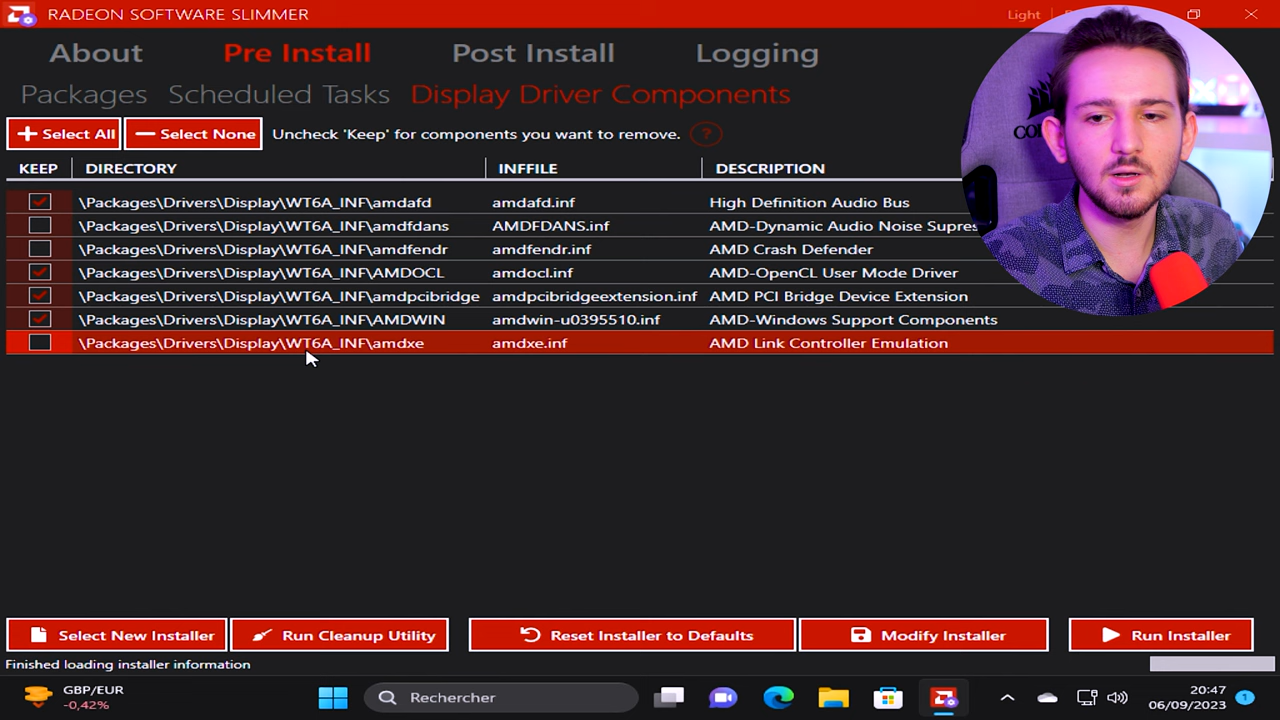 RADEON SOFTWARE SLIMMER
Light
About Pre Install Post Install Logging
Packages Scheduled Tasks Display Driver Components
Select All Select None Uncheck 'Keep' for components you want to remove. ?
KEEP DIRECTORY INFFILE DESCRIPTION
\Packages\Drivers\Display\WT6A_INF\amdafd amdafd.inf High Definition Audio Bus
\Packages\Drivers\Display\WT6A_INF\amdfdans AMDFDANS.inf AMD-Dynamic Audio Noise Supres
\Packages\Drivers\Display\WT6A_INF\amdfendr amdfendr.inf AMD Crash Defender
\Packages\Drivers\Display\WT6A_INF\AMDOCL amdocl.inf AMD-OpenCL User Mode Driver
\Packages\Drivers\Display\WT6A_INF\amdpcibridge amdpcibridgeextension.inf AMD PCI Bridge Device Extension
\Packages\Drivers\Display\WT6A_INF\AMDWIN amdwin-u0395510.inf AMD-Windows Support Components
\Packages\Drivers\Display\WT6A_INF\amdxe amdxe.inf AMD Link Controller Emulation
Select New Installer Run Cleanup Utility Reset Installer to Defaults Modify Installer Run Installer
Finished loading installer information
GBP/EUR
-0,42%
Rechercher
20:47
06/09/2023
1